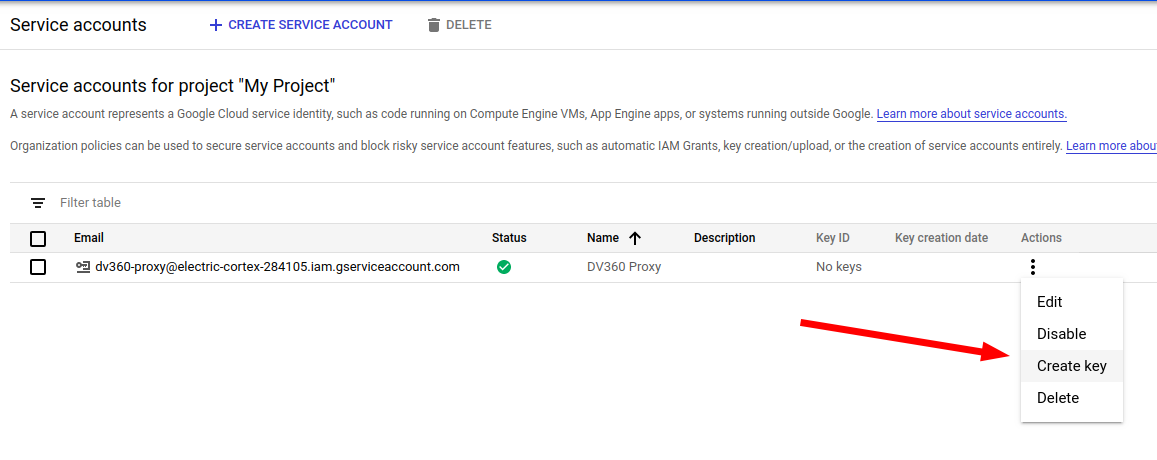 Service accounts
CREATE SERVICE ACCOUNT
DELETE
Service accounts for project "My Project"
A service account represents a Google Cloud service identity, such as code running on Compute Engine VMs, App Engine apps, or systems running outside Google. Learn more about service accounts.
Organization policies can be used to secure service accounts and block risky service account features, such as automatic IAM Grants, key creation/upload, or the creation of service accounts entirely. Learn more about
Filter table
Email Status Name Description Key ID Key creation date Actions
dv360-proxy@electric-cortex-284105.iam.gserviceaccount.com DV360 Proxy No keys
Edit
Disable
Create key
Delete